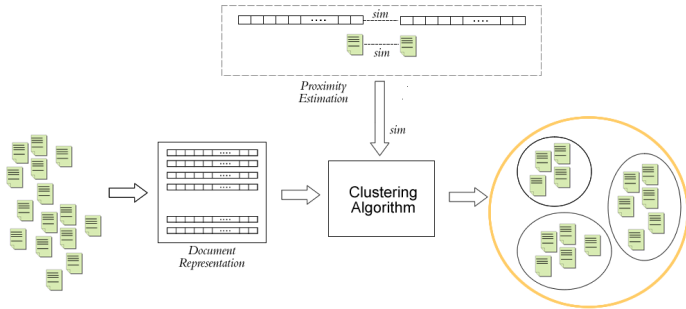 sim
sim
Proximity
Estimation
sim
Clustering
Algorithm
Document
Representation